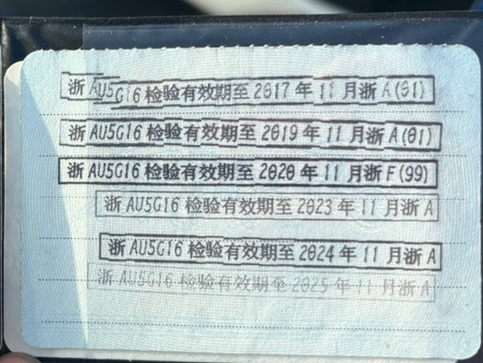 浙 AU5G16 检验有效期至 2017 年 11 月浙 A(01)
浙 AU5G16 检验有效期至 2019 年 11 月浙 A(01)
浙 AU5G16 检验有效期至 2020 年 11 月浙 F(99)
浙 AU5G16 检验有效期至 2023 年 11 月浙 A
浙 AU5G16 检验有效期至 2024 年 11 月浙 A
浙 AU5G16 检验有效期至 2025 年 11 月浙 A